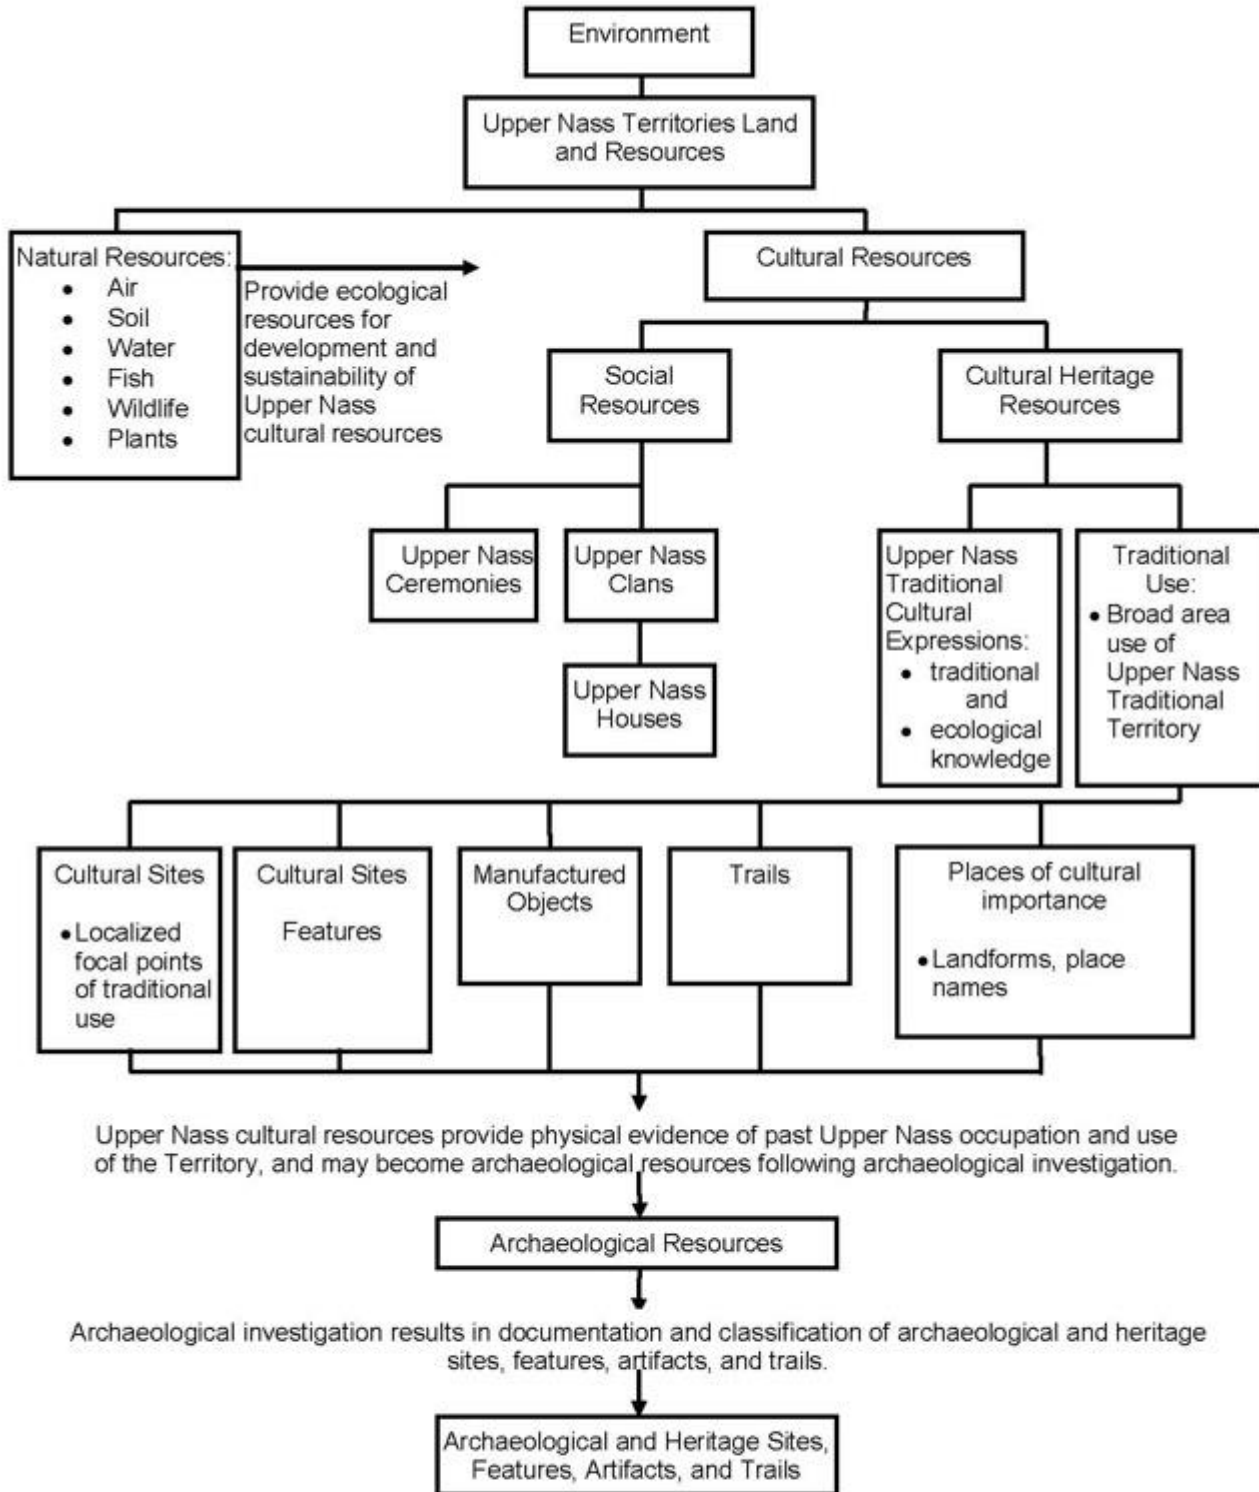 Environment
Upper Nass Territories Land
and Resources
Natural Resources:
• Air
• Soil
• Water
• Fish
• Wildlife
• Plants
Provide ecological
resources for
development and
sustainability of
Upper Nass
cultural resources
Cultural Resources
Social
Resources
Cultural Heritage
Resources
Upper Nass
Ceremonies
Upper Nass
Clans
Upper Nass
Houses
Upper Nass
Traditional
Cultural
Expressions:
• traditional
and
• ecological
knowledge
Traditional
Use:
• Broad area
use of
Upper Nass
Traditional
Territory
Cultural Sites
• Localized
focal points
of traditional
use
Cultural Sites
Features
Manufactured
Objects
Trails
Places of cultural
importance
• Landforms, place
names
Upper Nass cultural resources provide physical evidence of past Upper Nass occupation and use
of the Territory, and may become archaeological resources following archaeological investigation.
Archaeological Resources
Archaeological investigation results in documentation and classification of archaeological and heritage
sites, features, artifacts, and trails.
Archaeological and Heritage Sites,
Features, Artifacts, and Trails